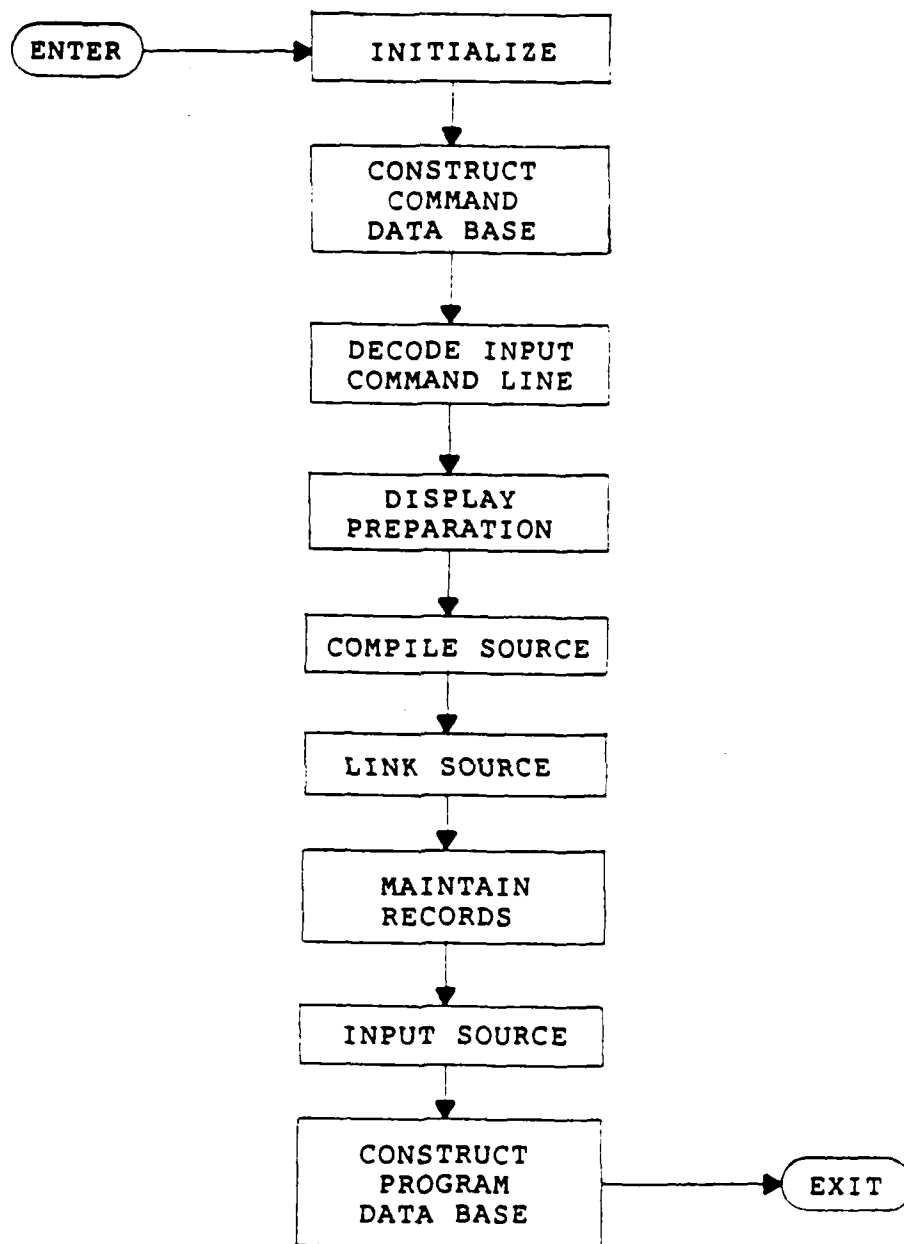 ENTER
INITIALIZE
CONSTRUCT
COMMAND
DATA BASE
DECODE INPUT
COMMAND LINE
DISPLAY
PREPARATION
COMPILE SOURCE
LINK SOURCE
MAINTAIN
RECORDS
INPUT SOURCE
CONSTRUCT
PROGRAM
DATA BASE
EXIT